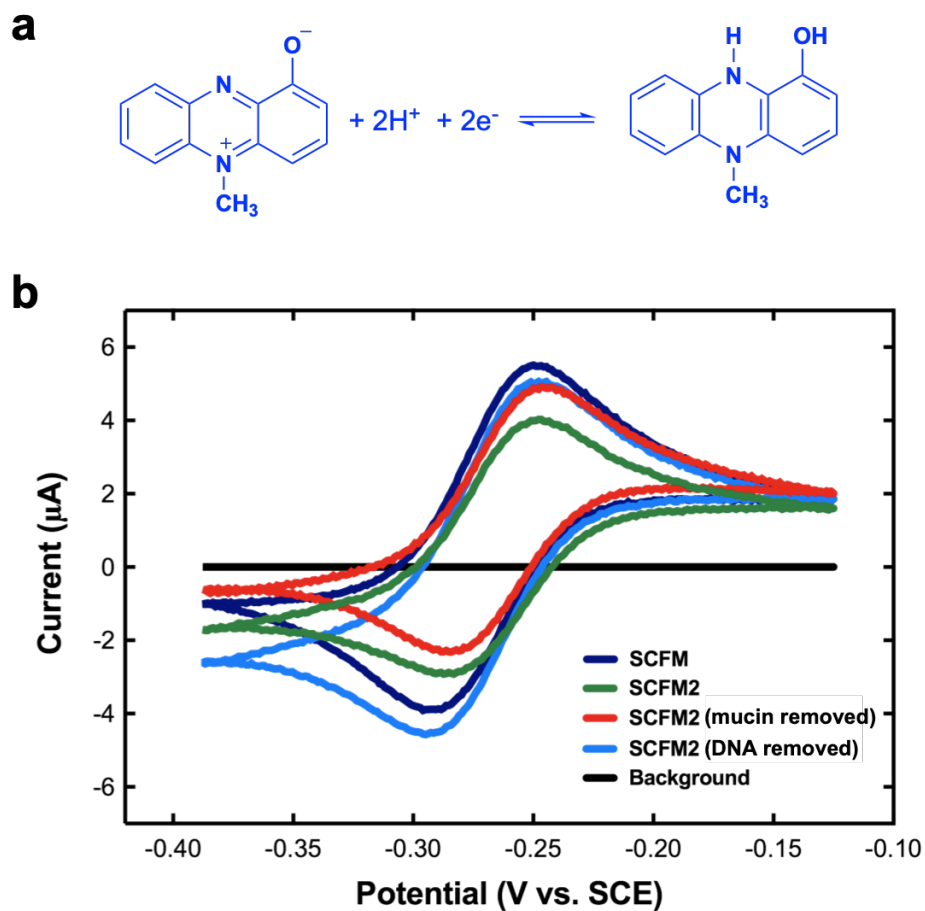 a
O⁻
N
+ 2H⁺ + 2e⁻
N⁺
CH₃
H
OH
N
N
CH₃
b
6
4
2
0
-2
-4
-6
Current (µA)
SCFM
SCFM2
SCFM2 (mucin removed)
SCFM2 (DNA removed)
Background
-0.40 -0.35 -0.30 -0.25 -0.20 -0.15 -0.10
Potential (V vs. SCE)